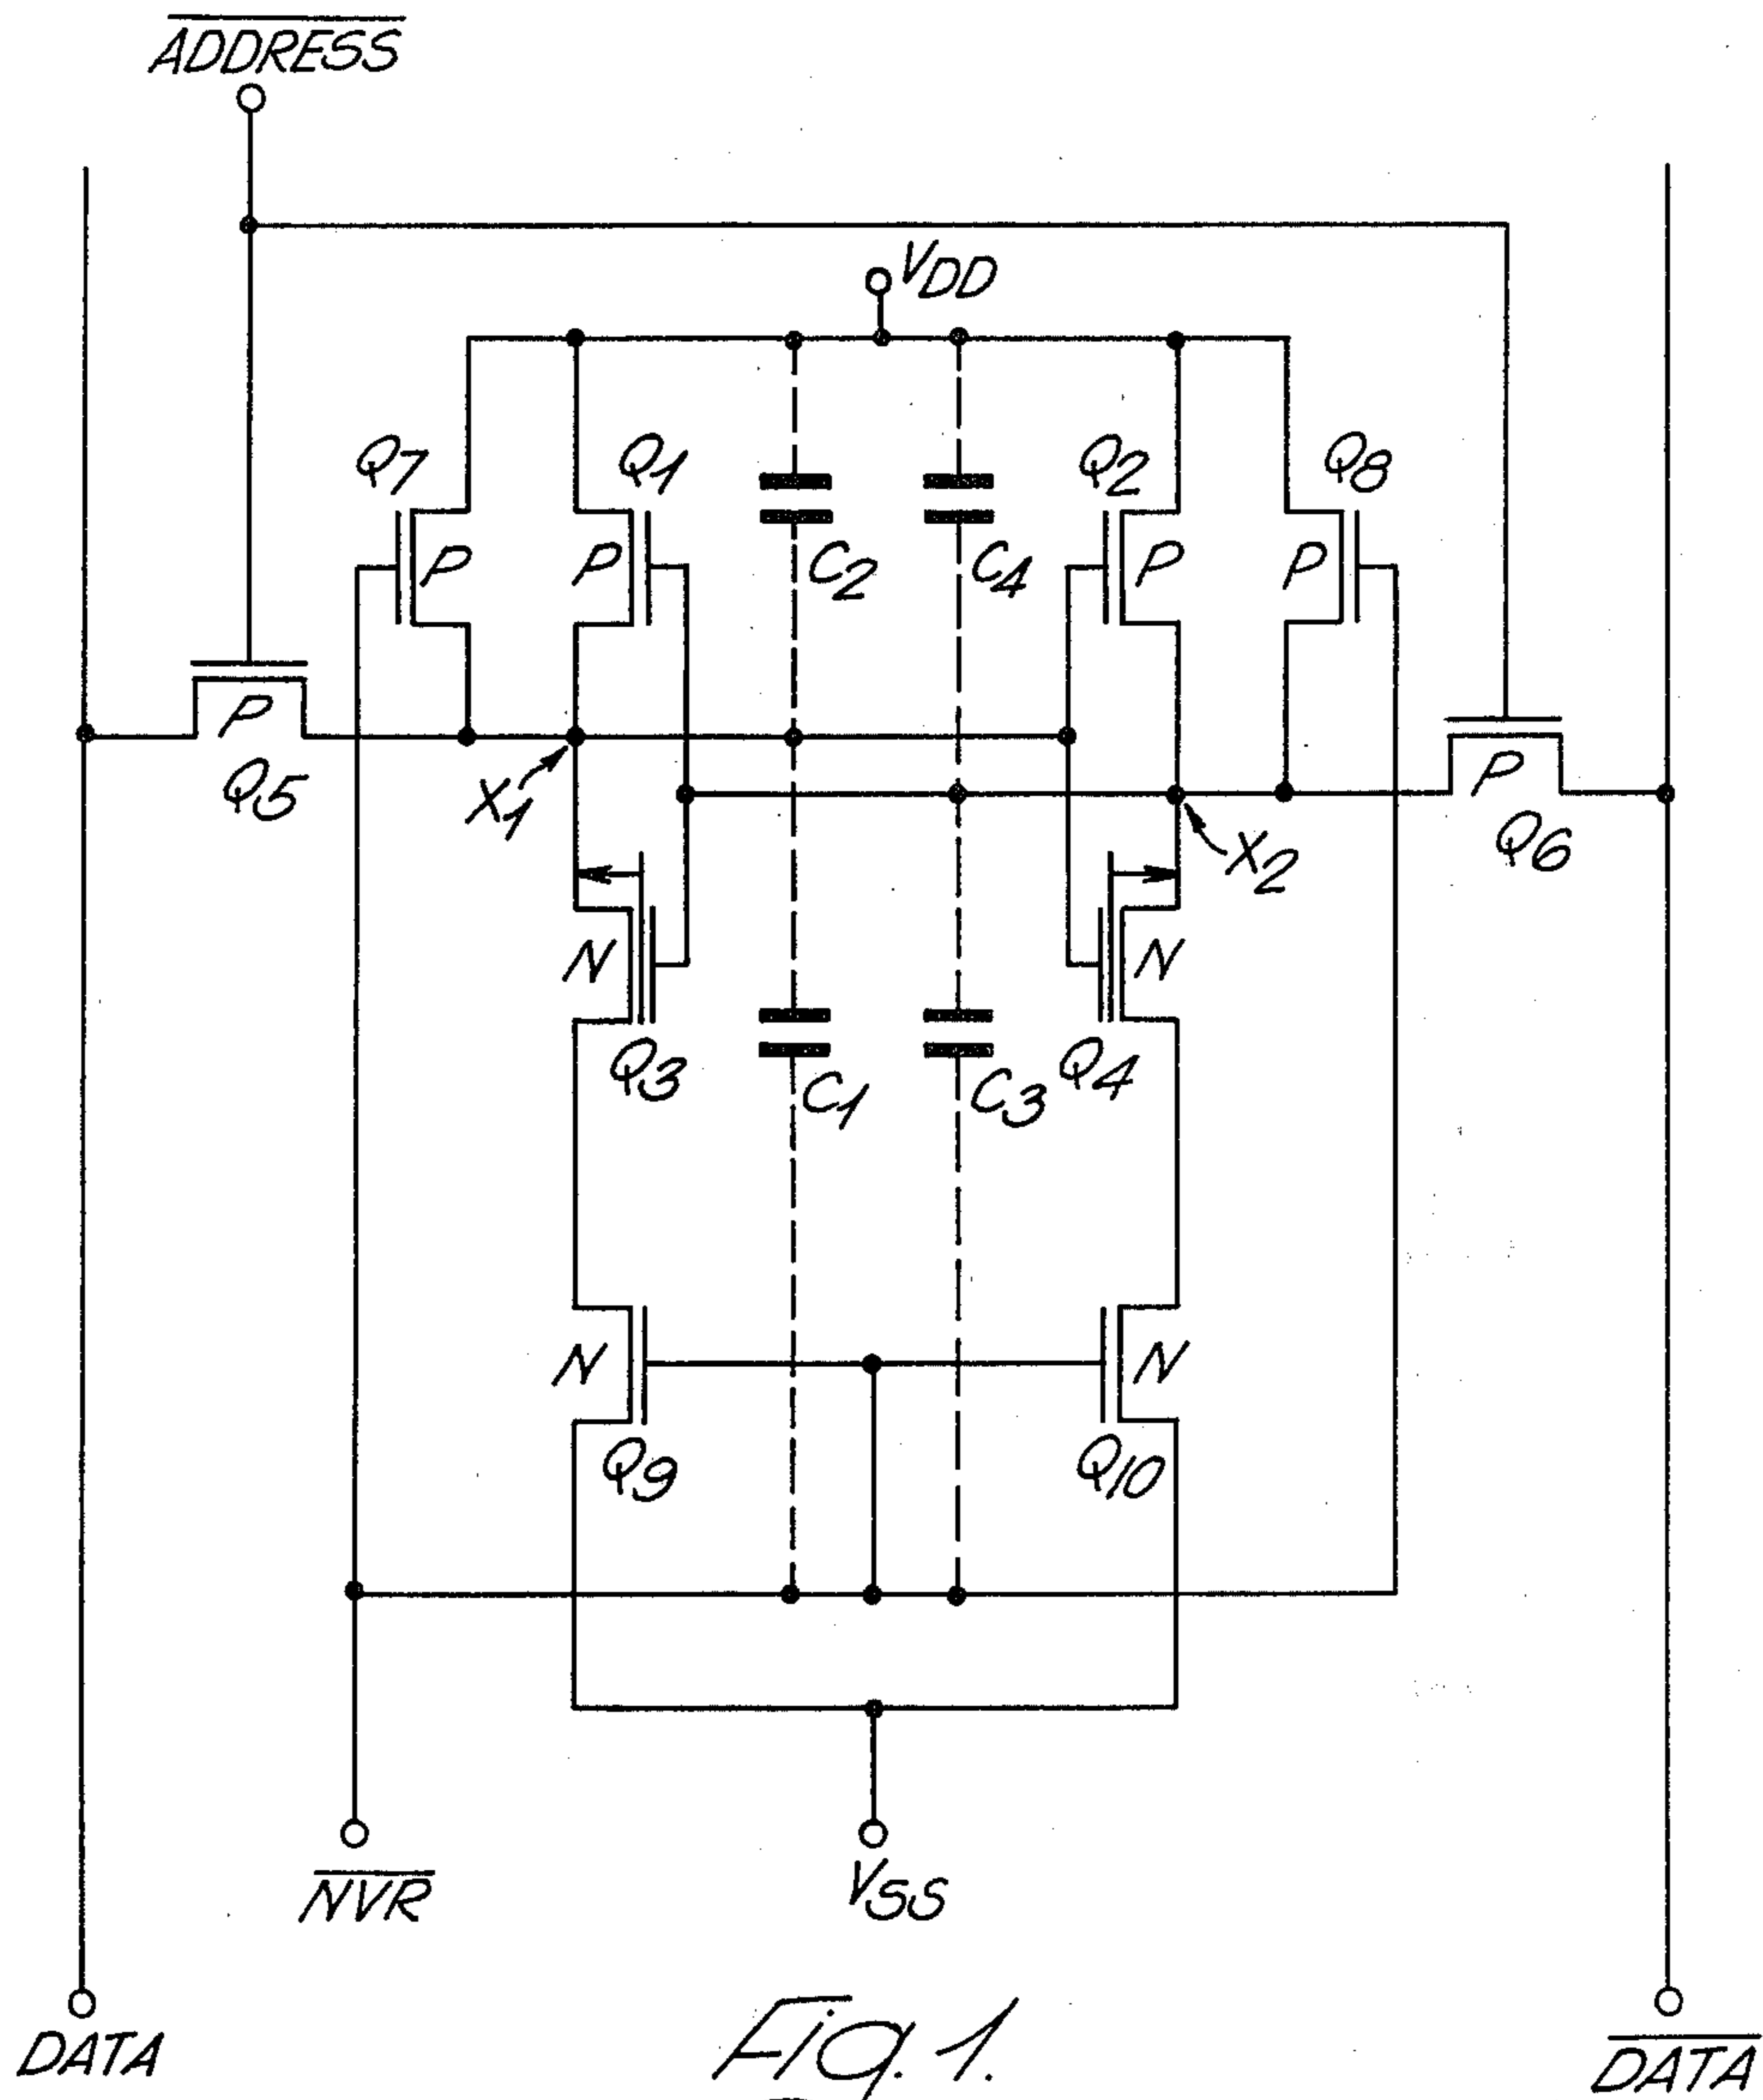 ADDRESS
VDD
Q7
Q1
Q2
Q8
P
P
C2
C4
P
P
P
Q5
X1
P
Q6
X2
N
N
Q3
C1
C3
Q4
N
N
Q9
Q10
NVR
VSS
DATA
Fig. 1.
DATA